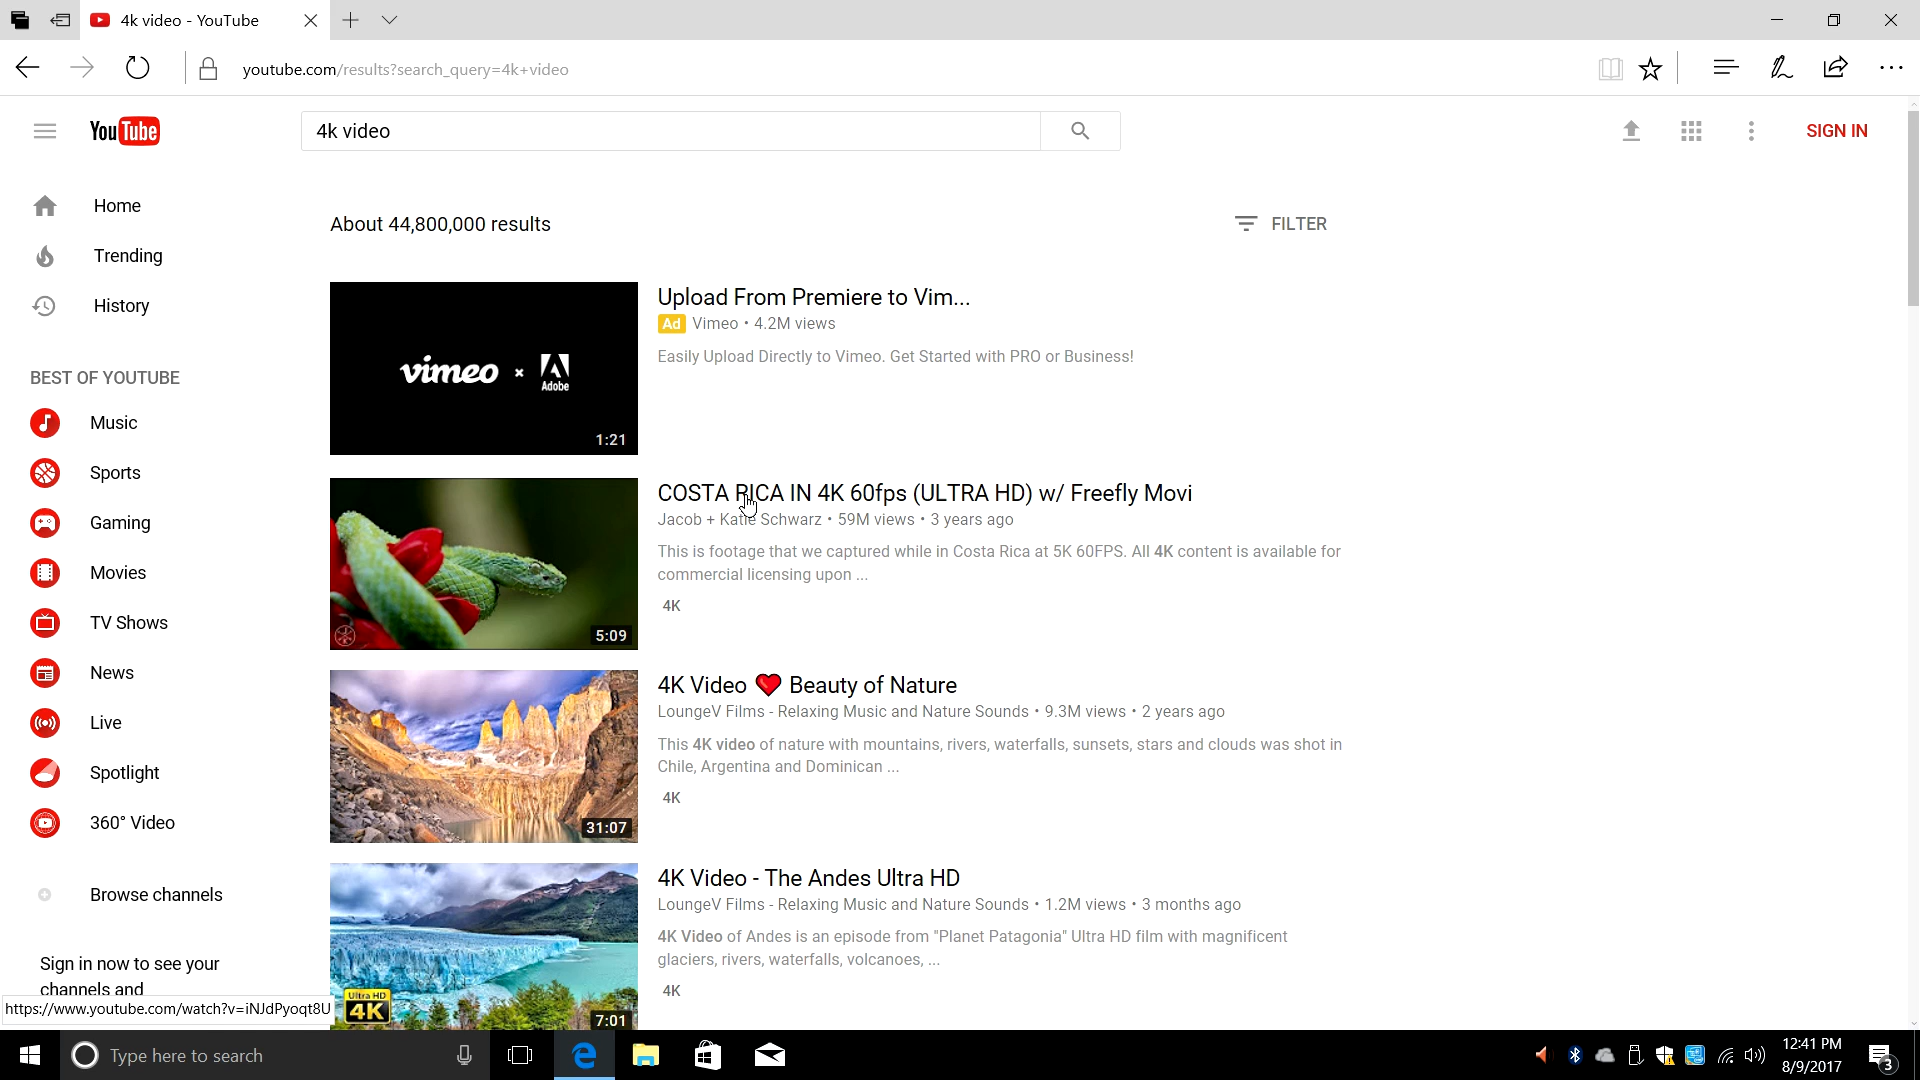 4k video - YouTube
youtube.com/results?search_query=4k+video
YouTube
4k video
SIGN IN
Home
Trending
History
BEST OF YOUTUBE
Music
Sports
Gaming
Movies
TV Shows
News
Live
Spotlight
360° Video
Browse channels
Sign in now to see your
channels and
https://www.youtube.com/watch?v=iNJdPyoqt8U
About 44,800,000 results
FILTER
vimeo × Adobe
1:21
Upload From Premiere to Vim...
Ad Vimeo • 4.2M views
Easily Upload Directly to Vimeo. Get Started with PRO or Business!
5:09
COSTA RICA IN 4K 60fps (ULTRA HD) w/ Freefly Movi
Jacob + Katie Schwarz • 59M views • 3 years ago
This is footage that we captured while in Costa Rica at 5K 60FPS. All 4K content is available for
commercial licensing upon ...
4K
31:07
4K Video ❤ Beauty of Nature
LoungeV Films - Relaxing Music and Nature Sounds • 9.3M views • 2 years ago
This 4K video of nature with mountains, rivers, waterfalls, sunsets, stars and clouds was shot in
Chile, Argentina and Dominican ...
4K
Ultra HD
4K
7:01
4K Video - The Andes Ultra HD
LoungeV Films - Relaxing Music and Nature Sounds • 1.2M views • 3 months ago
4K Video of Andes is an episode from "Planet Patagonia" Ultra HD film with magnificent
glaciers, rivers, waterfalls, volcanoes, ...
4K
Type here to search
12:41 PM
8/9/2017
3